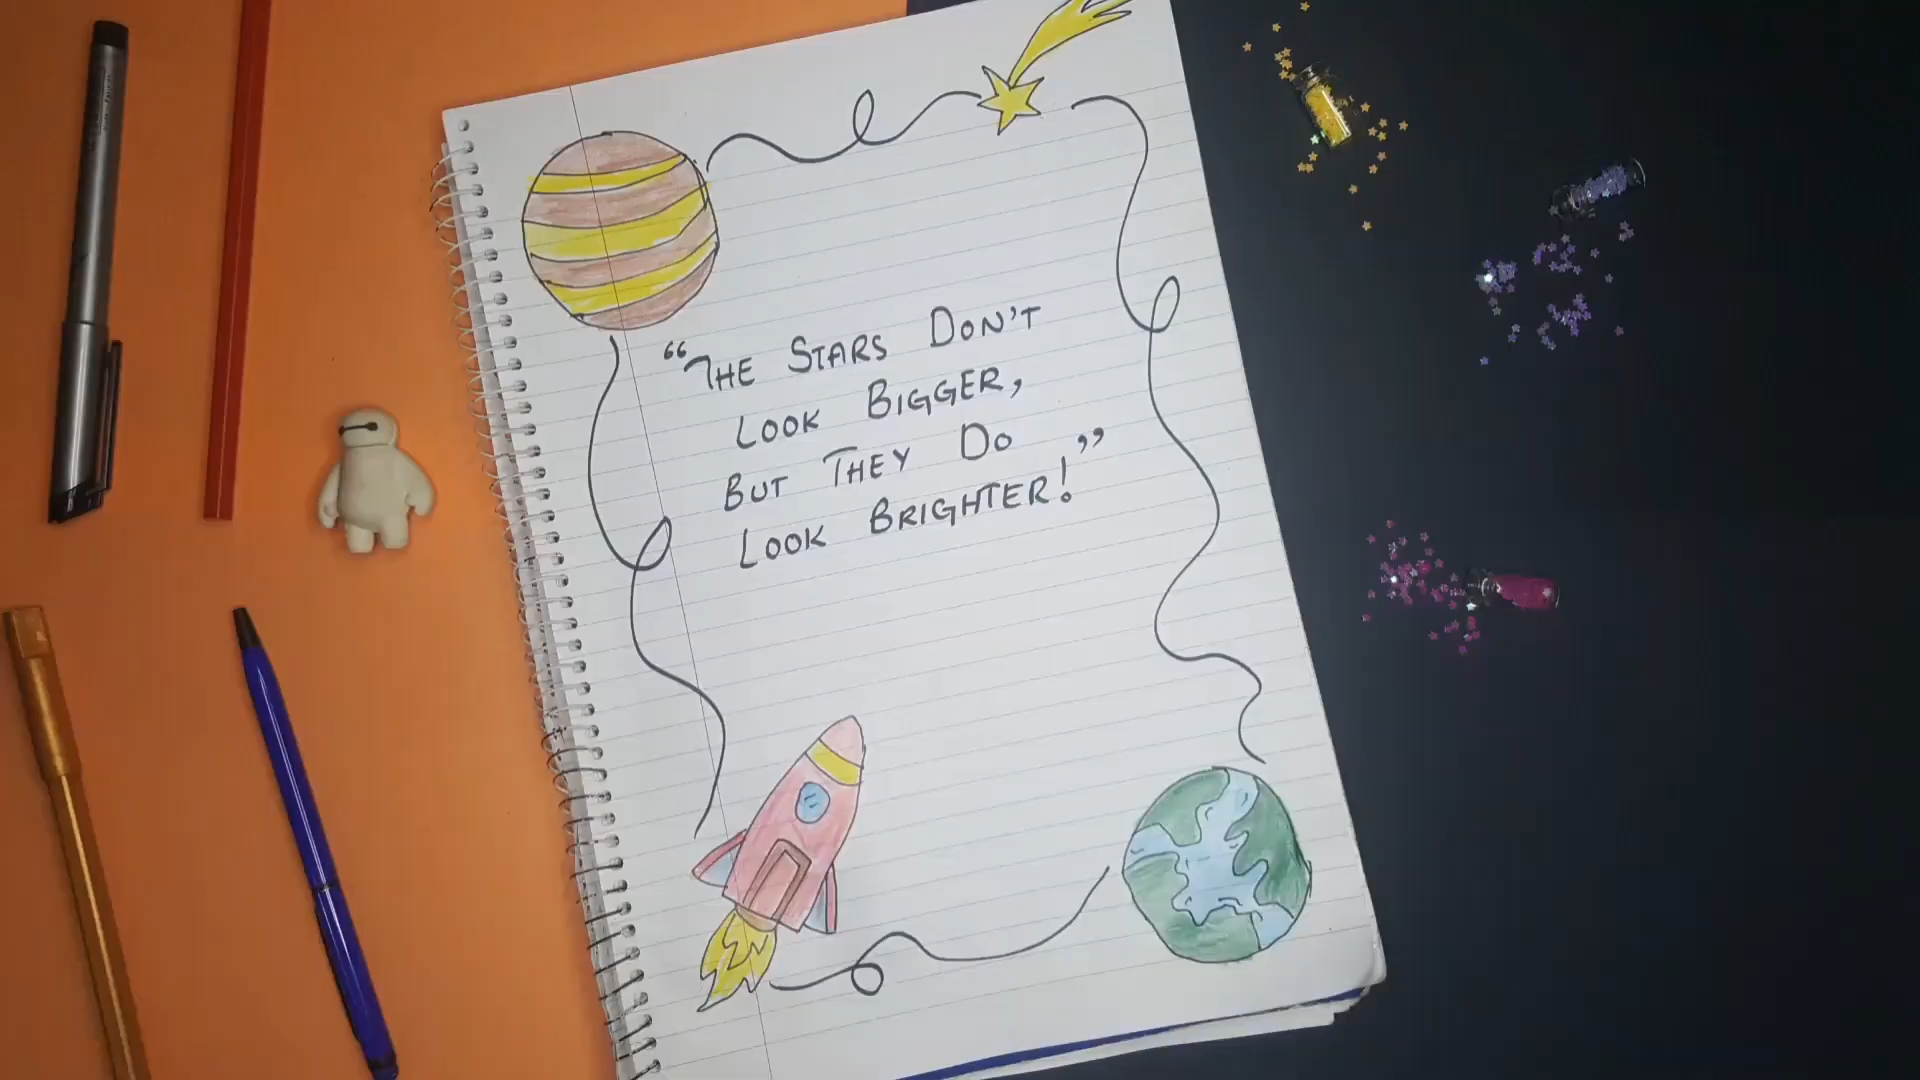 “THE STARS DON'T
LOOK BIGGER,
BUT THEY DO
LOOK BRIGHTER!”